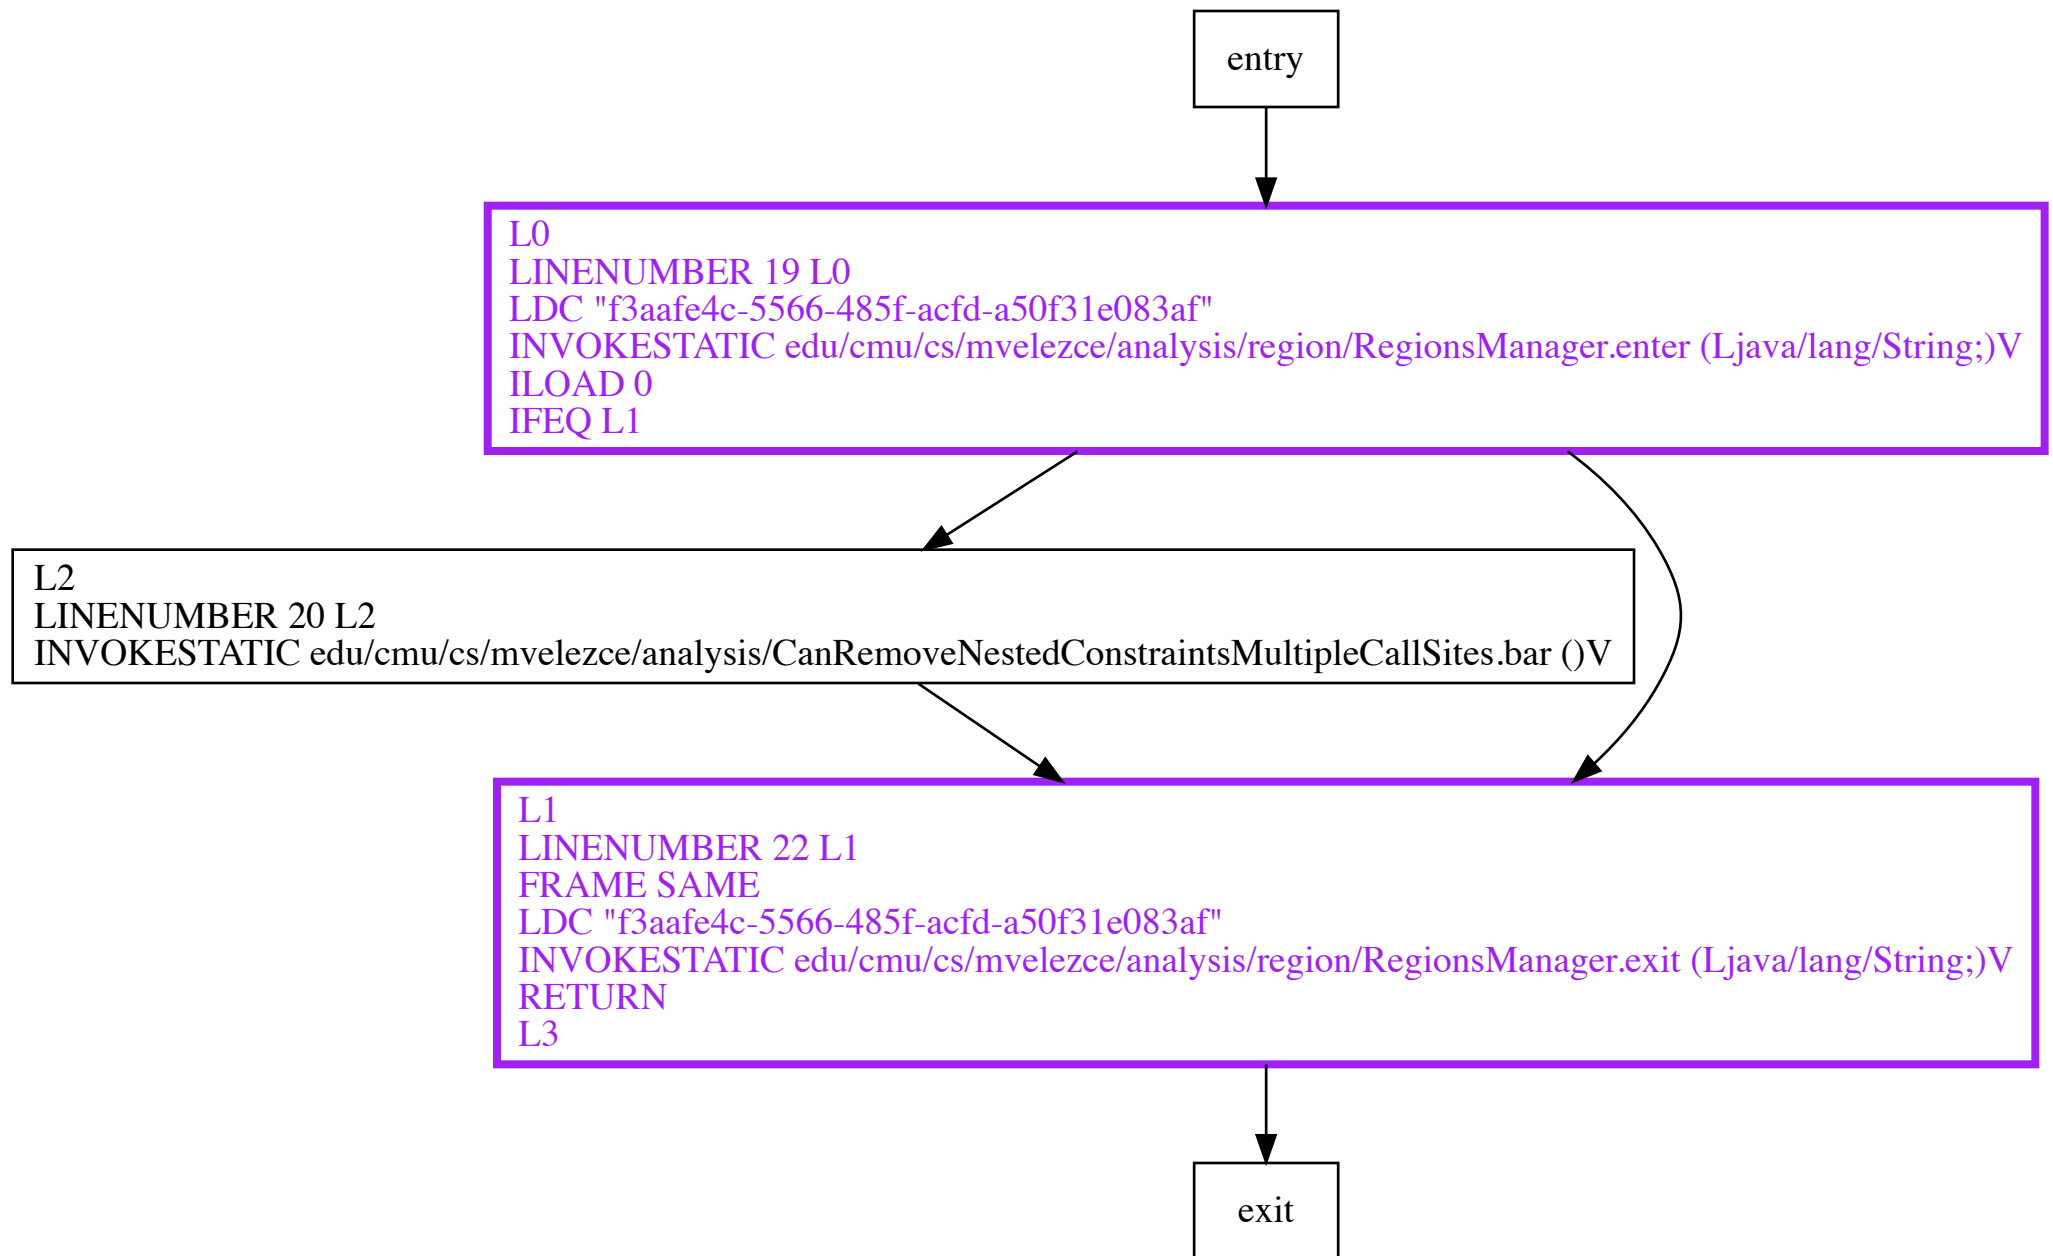 entry
L0
LINENUMBER 19 L0
LDC "f3aafe4c-5566-485f-acfd-a50f31e083af"
INVOKESTATIC edu/cmu/cs/mvelezce/analysis/region/RegionsManager.enter (Ljava/lang/String;)V
ILOAD 0
IFEQ L1
L2
LINENUMBER 20 L2
INVOKESTATIC edu/cmu/cs/mvelezce/analysis/CanRemoveNestedConstraintsMultipleCallSites.bar ()V
L1
LINENUMBER 22 L1
FRAME SAME
LDC "f3aafe4c-5566-485f-acfd-a50f31e083af"
INVOKESTATIC edu/cmu/cs/mvelezce/analysis/region/RegionsManager.exit (Ljava/lang/String;)V
RETURN
L3
exit